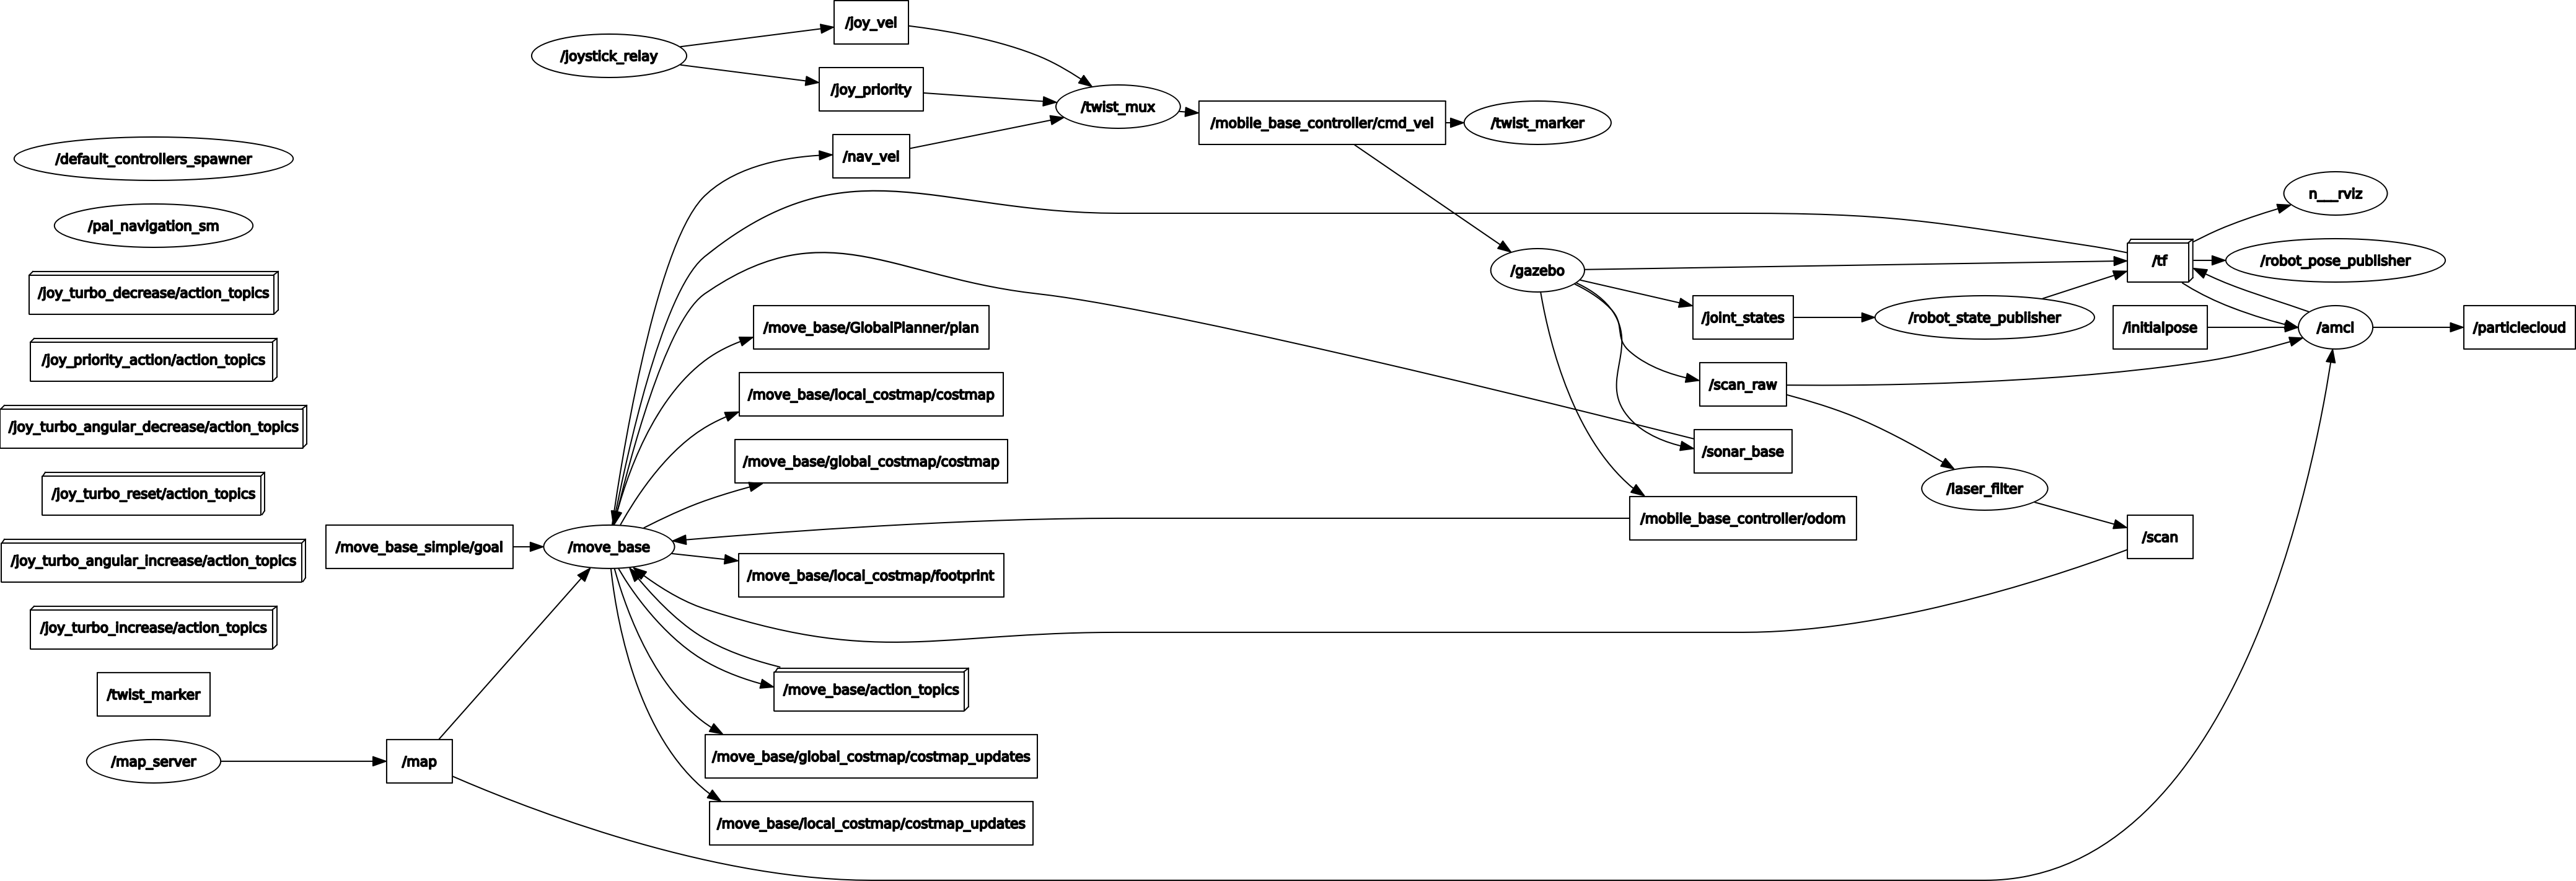 /joy_vel
/joystick_relay
/joy_priority
/twist_mux
/mobile_base_controller/cmd_vel
/twist_marker
/nav_vel
/default_controllers_spawner
/pal_navigation_sm
n___rviz
/tf
/robot_pose_publisher
/gazebo
/joy_turbo_decrease/action_topics
/move_base/GlobalPlanner/plan
/joint_states
/robot_state_publisher
/initialpose
/amcl
/particlecloud
/joy_priority_action/action_topics
/move_base/local_costmap/costmap
/scan_raw
/joy_turbo_angular_decrease/action_topics
/move_base/global_costmap/costmap
/sonar_base
/joy_turbo_reset/action_topics
/laser_filter
/mobile_base_controller/odom
/scan
/joy_turbo_angular_increase/action_topics
/move_base_simple/goal
/move_base
/move_base/local_costmap/footprint
/joy_turbo_increase/action_topics
/twist_marker
/move_base/action_topics
/map_server
/map
/move_base/global_costmap/costmap_updates
/move_base/local_costmap/costmap_updates